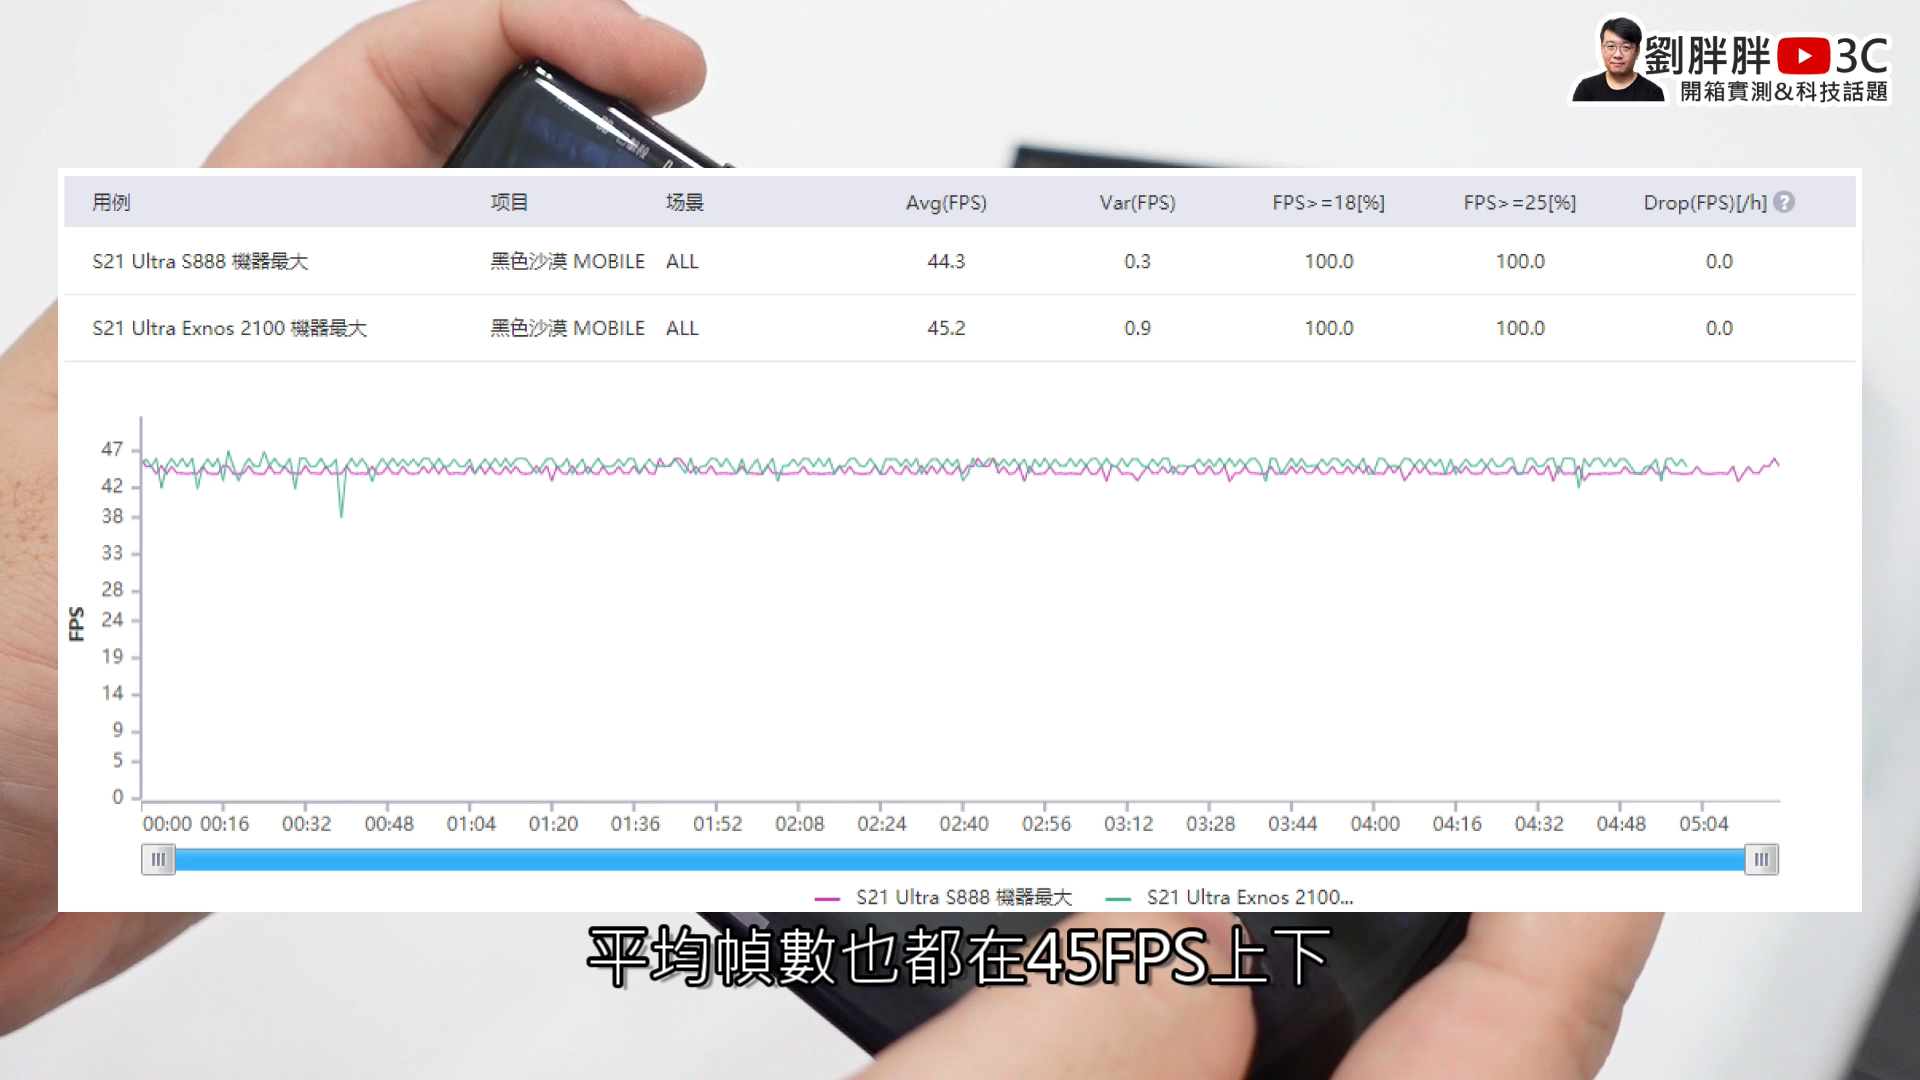 劉胖胖 3C
開箱實測&科技話題
用例 项目 场景 Avg(FPS) Var(FPS) FPS>=18[%] FPS>=25[%] Drop(FPS)[/h] ?
S21 Ultra S888 機器最大 黑色沙漠 MOBILE ALL 44.3 0.3 100.0 100.0 0.0
S21 Ultra Exnos 2100 機器最大 黑色沙漠 MOBILE ALL 45.2 0.9 100.0 100.0 0.0
FPS
47
42
38
33
28
24
19
14
9
5
0
00:00 00:16 00:32 00:48 01:04 01:20 01:36 01:52 02:08 02:24 02:40 02:56 03:12 03:28 03:44 04:00 04:16 04:32 04:48 05:04
S21 Ultra S888 機器最大 S21 Ultra Exnos 2100...
平均幀數也都在45FPS上下